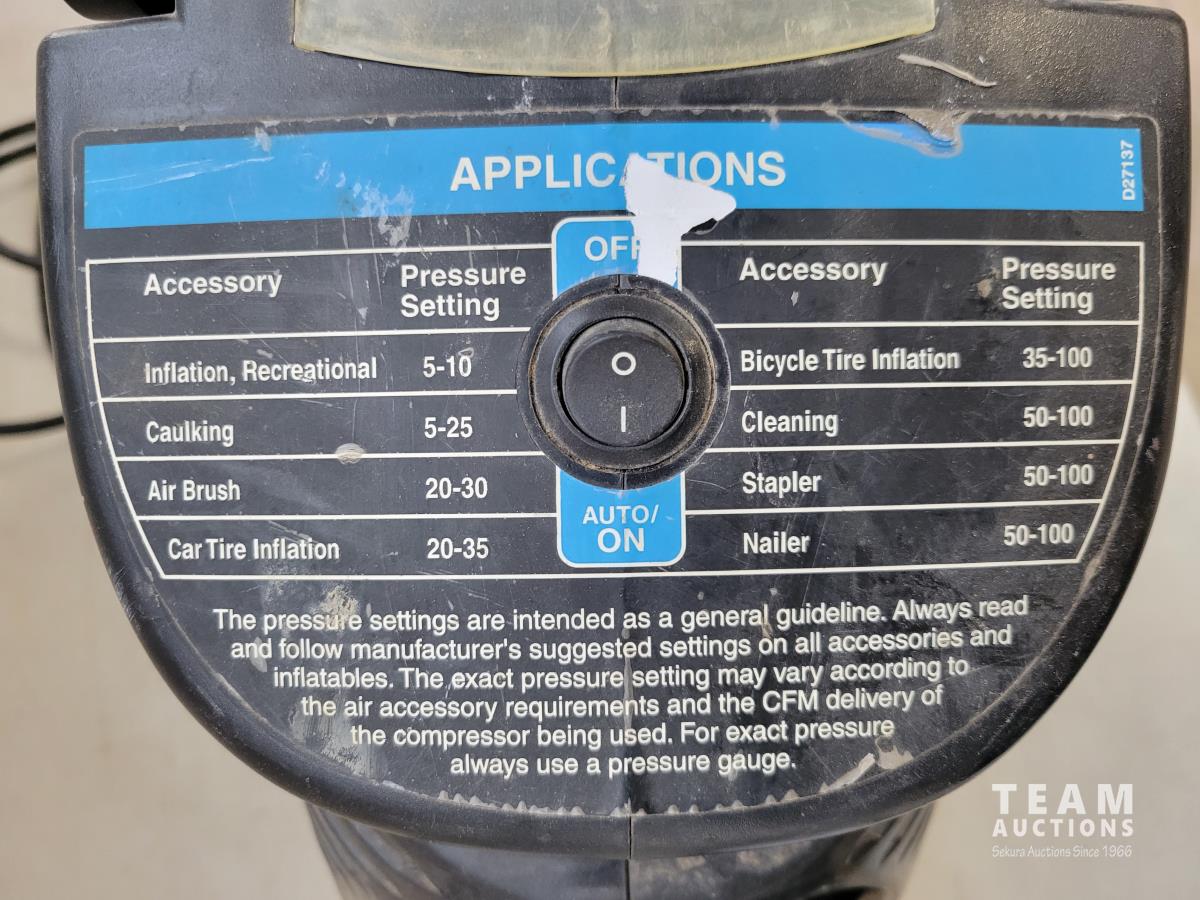 APPLICATIONS
D27137
OFF
Accessory Pressure Setting
Inflation, Recreational 5-10
Caulking 5-25
Air Brush 20-30
Car Tire Inflation 20-35
O
I
AUTO/
ON
Accessory Pressure Setting
Bicycle Tire Inflation 35-100
Cleaning 50-100
Stapler 50-100
Nailer 50-100
The pressure settings are intended as a general guideline. Always read
and follow manufacturer's suggested settings on all accessories and
inflatables. The exact pressure setting may vary according to
the air accessory requirements and the CFM delivery of
the compressor being used. For exact pressure
always use a pressure gauge.
TEAM
AUCTIONS
Sekura Auctions Since 1966